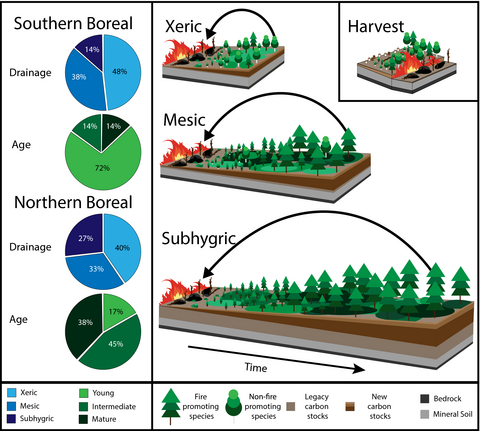 Southern Boreal
Drainage
14%
38%
48%
Age
14%
14%
72%
Northern Boreal
Drainage
27%
40%
33%
Age
17%
38%
45%
Xeric
Harvest
Mesic
Subhygric
Time
Xeric
Mesic
Subhygric
Young
Intermediate
Mature
Fire
promoting
species
Non-fire
promoting
species
Legacy
carbon
stocks
New
carbon
stocks
Bedrock
Mineral Soil